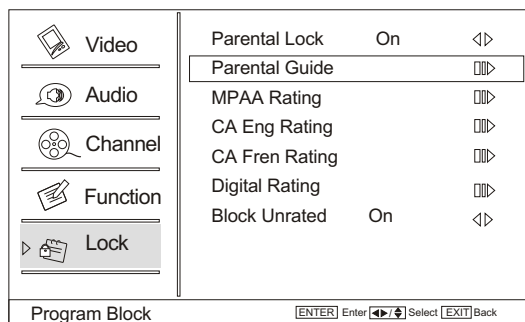 Video
Audio
Channel
Function
Lock
Parental Lock On
Parental Guide
MPAA Rating
CA Eng Rating
CA Fren Rating
Digital Rating
Block Unrated On
Program Block
ENTER Enter / Select EXIT Back